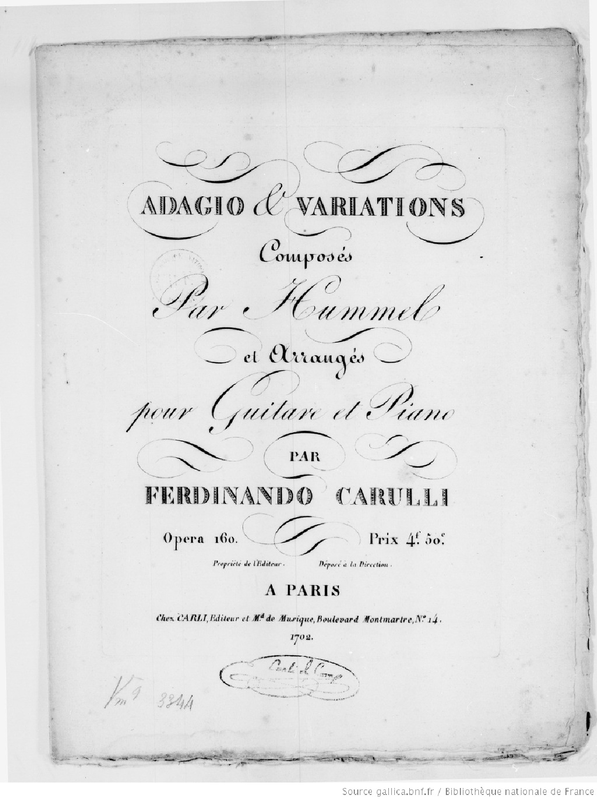 ADAGIO & VARIATIONS
Composés
Par Hummel
et Arrangés
pour Guitare et Piano
PAR
FERDINANDO CARULLI
Opera 160. Prix 4f 50c
Propriété de l'Editeur. Déposé à la Direction.
A PARIS
Chez CARLI, Editeur et Md de Musique, Boulevard Montmartre, No. 14.
1702.
Vm9 3844
Source gallica.bnf.fr / Bibliothèque nationale de France